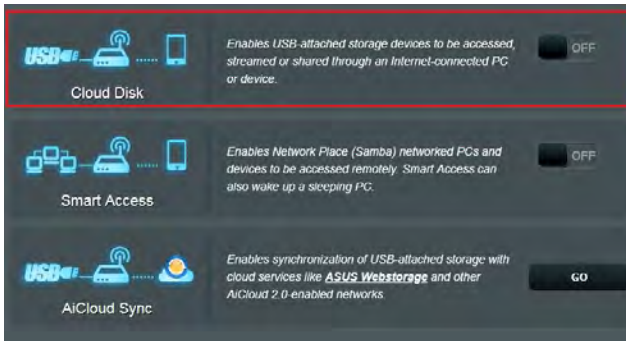 Enables USB-attached storage devices to be accessed,
streamed or shared through an Internet-connected PC
or device.
OFF
USB
Cloud Disk
Enables Network Place (Samba) networked PCs and
devices to be accessed remotely. Smart Access can
also wake up a sleeping PC.
OFF
Smart Access
Enables synchronization of USB-attached storage with
cloud services like ASUS Webstorage and other
AiCloud 2.0-enabled networks.
GO
USB
AiCloud Sync